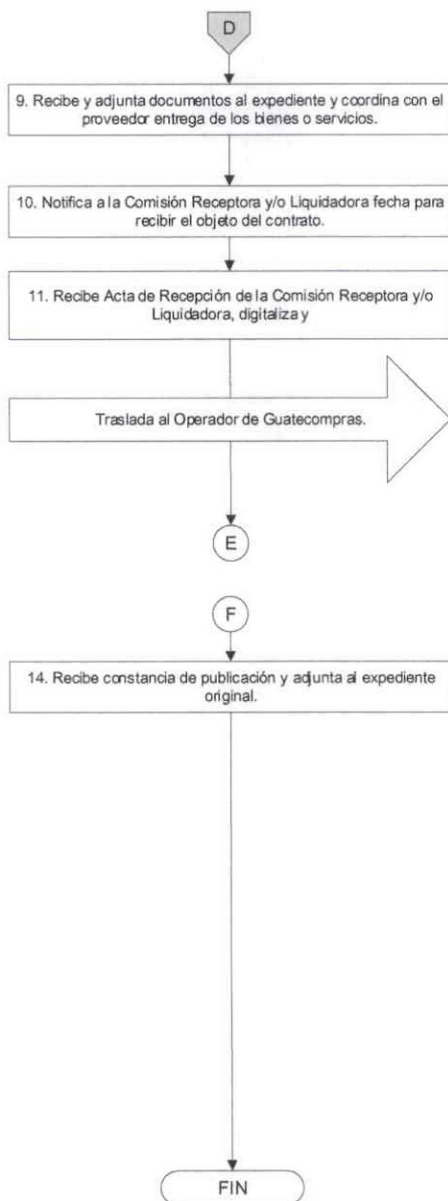 D
9. Recibe y adjunta documentos al expediente y coordina con el
proveedor entrega de los bienes o servicios.
10. Notifica a la Comisión Receptora y/o Liquidadora fecha para
recibir el objeto del contrato.
11. Recibe Acta de Recepción de la Comisión Receptora y/o
Liquidadora, digitaliza y
Traslada al Operador de Guatecompras.
E
F
14. Recibe constancia de publicación y adjunta al expediente
original.
FIN